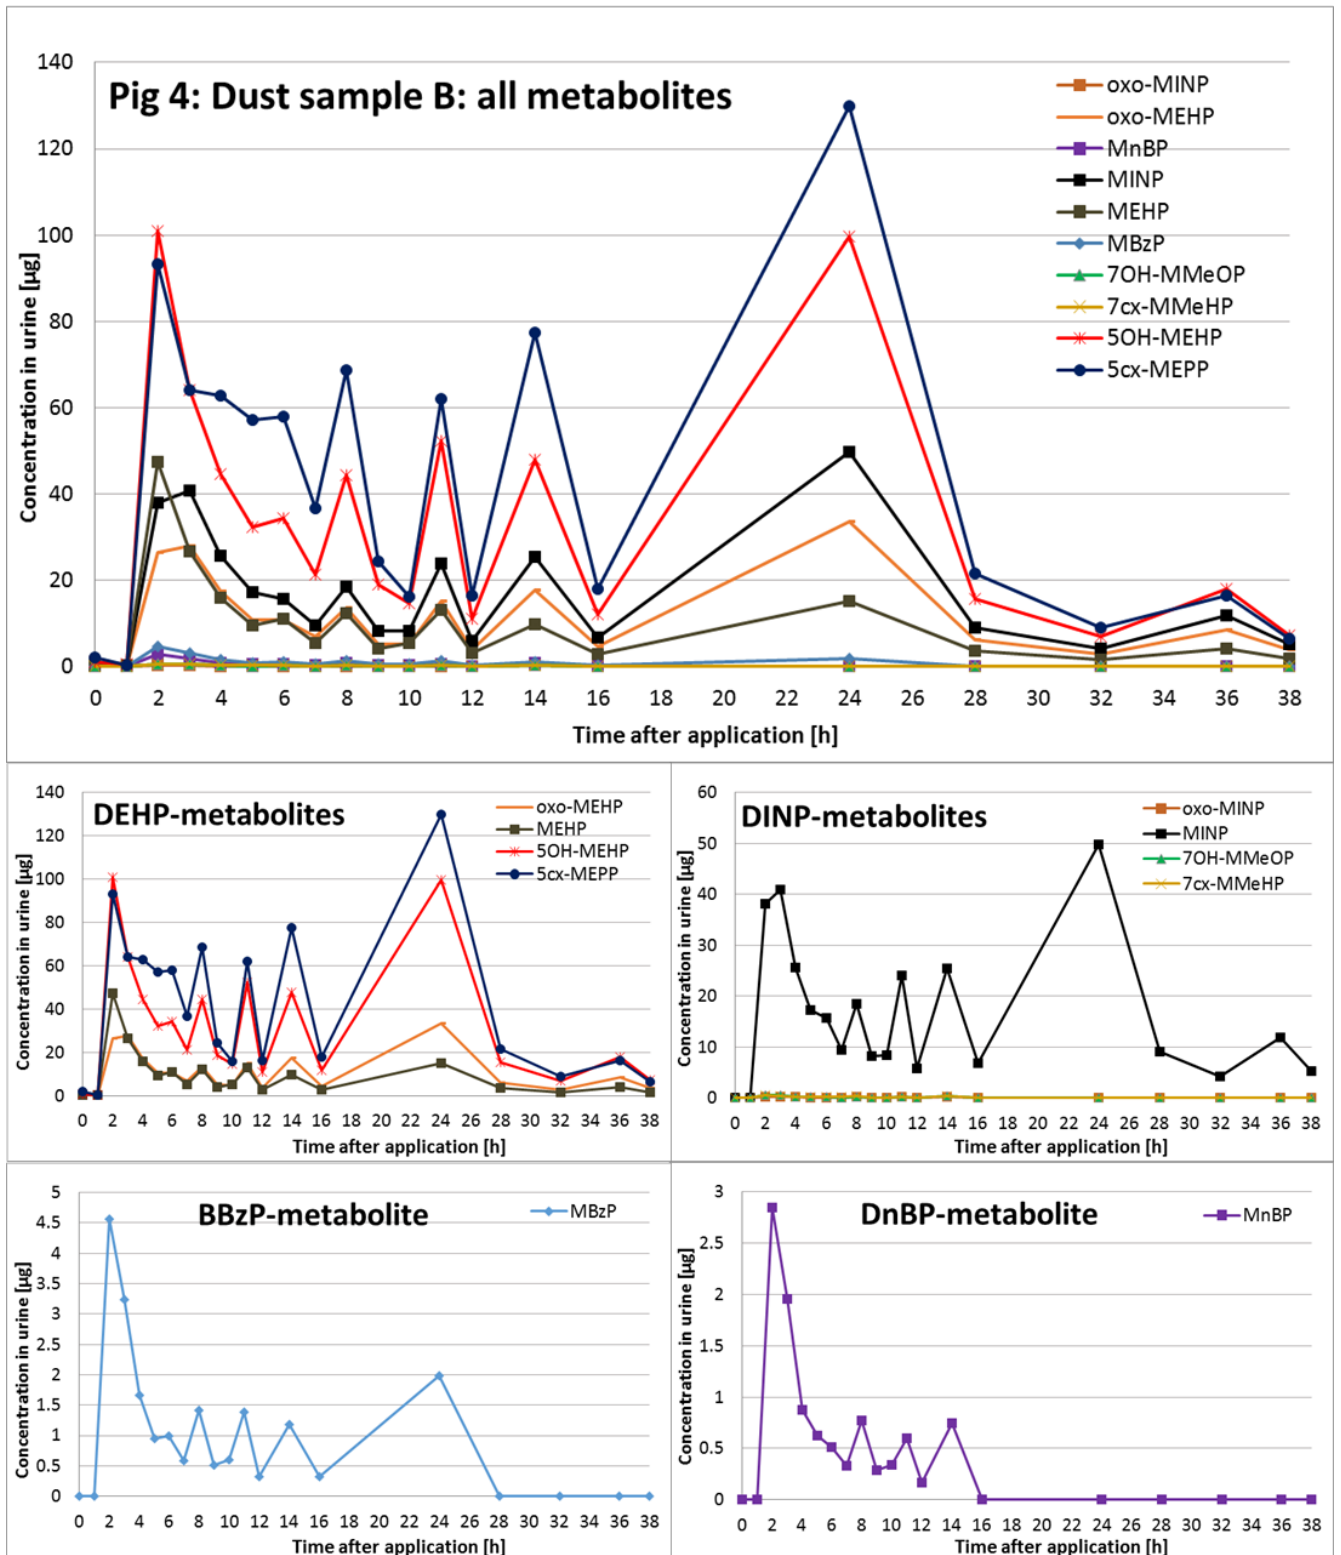 Pig 4: Dust sample B: all metabolites
Concentration in urine [µg]
140
120
100
80
60
40
20
0
0 2 4 6 8 10 12 14 16 18 20 22 24 26 28 30 32 34 36 38
Time after application [h]
oxo-MINP
oxo-MEHP
MnBP
MINP
MEHP
MBzP
7OH-MMeOP
7cx-MMeHP
5OH-MEHP
5cx-MEPP
DEHP-metabolites
Concentration in urine [µg]
140
120
100
80
60
40
20
0
0 2 4 6 8 10 12 14 16 18 20 22 24 26 28 30 32 34 36 38
Time after application [h]
oxo-MEHP
MEHP
5OH-MEHP
5cx-MEPP
DINP-metabolites
Concentration in urine [µg]
60
50
40
30
20
10
0
0 2 4 6 8 10 12 14 16 18 20 22 24 26 28 30 32 34 36 38
Time after application [h]
oxo-MINP
MINP
7OH-MMeOP
7cx-MMeHP
BBzP-metabolite
Concentration in urine [µg]
5
4.5
4
3.5
3
2.5
2
1.5
1
0.5
0
0 2 4 6 8 10 12 14 16 18 20 22 24 26 28 30 32 34 36 38
Time after application [h]
MBzP
DnBP-metabolite
Concentration in urine [µg]
3
2.5
2
1.5
1
0.5
0
0 2 4 6 8 10 12 14 16 18 20 22 24 26 28 30 32 34 36 38
Time after application [h]
MnBP